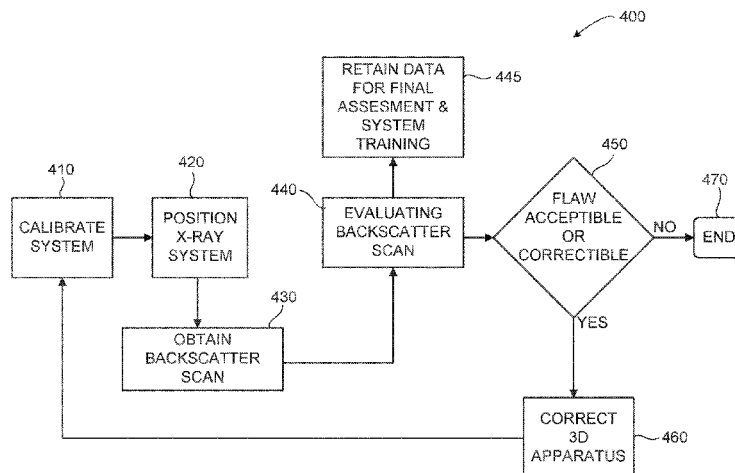 400
RETAIN DATA
FOR FINAL
ASSESMENT &
SYSTEM
TRAINING
445
410
CALIBRATE
SYSTEM
420
POSITION
X-RAY
SYSTEM
430
OBTAIN
BACKSCATTER
SCAN
440
EVALUATING
BACKSCATTER
SCAN
450
FLAW
ACCEPTIBLE
OR
CORRECTIBLE
NO
470
END
YES
CORRECT
3D
APPARATUS
460